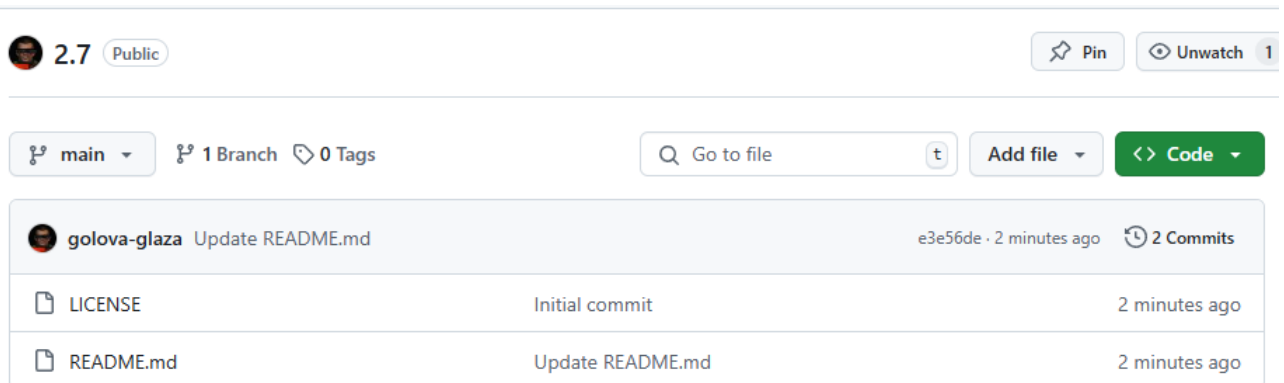 2.7 Public Pin Unwatch 1
main 1 Branch 0 Tags Go to file t Add file Code
golova-glaza Update README.md e3e56de · 2 minutes ago 2 Commits
LICENSE Initial commit 2 minutes ago
README.md Update README.md 2 minutes ago